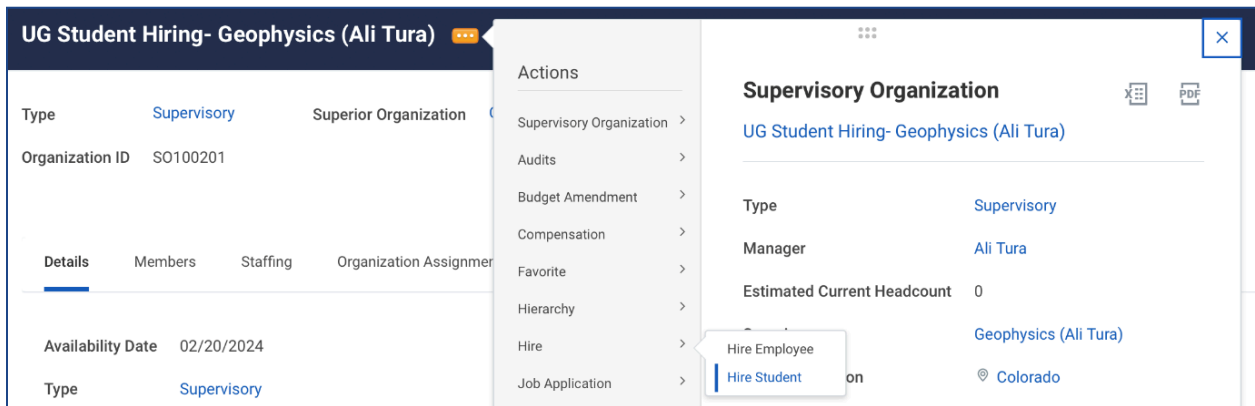 UG Student Hiring- Geophysics (Ali Tura)
Type Supervisory Superior Organization
Organization ID SO100201
Details Members Staffing Organization
Availability Date 02/20/2024
Type Supervisory
Actions
Supervisory Organization
Audits
Budget Amendment
Compensation
Favorite
Hierarchy
Hire
Job Application
Hire Employee
Hire Student
Supervisory Organization
PDF
UG Student Hiring- Geophysics (Ali Tura)
Type Supervisory
Manager Ali Tura
Estimated Current Headcount 0
Geophysics (Ali Tura)
on Colorado